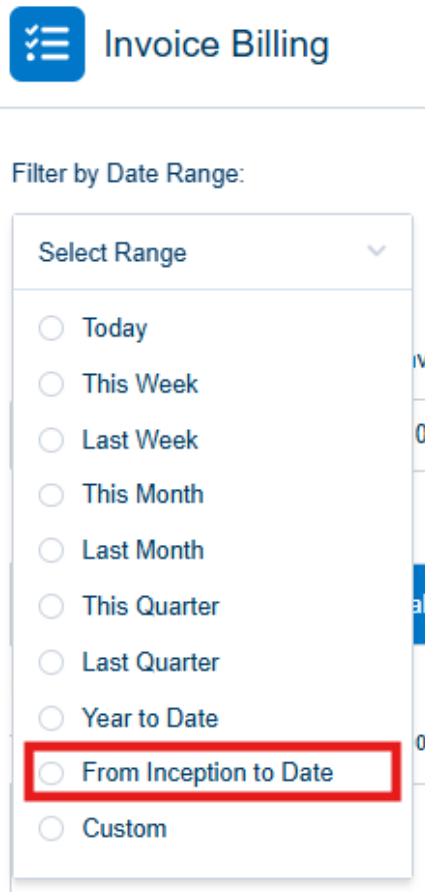 Invoice Billing
Filter by Date Range:
Select Range
Today
This Week
Last Week
This Month
Last Month
This Quarter
Last Quarter
Year to Date
From Inception to Date
Custom